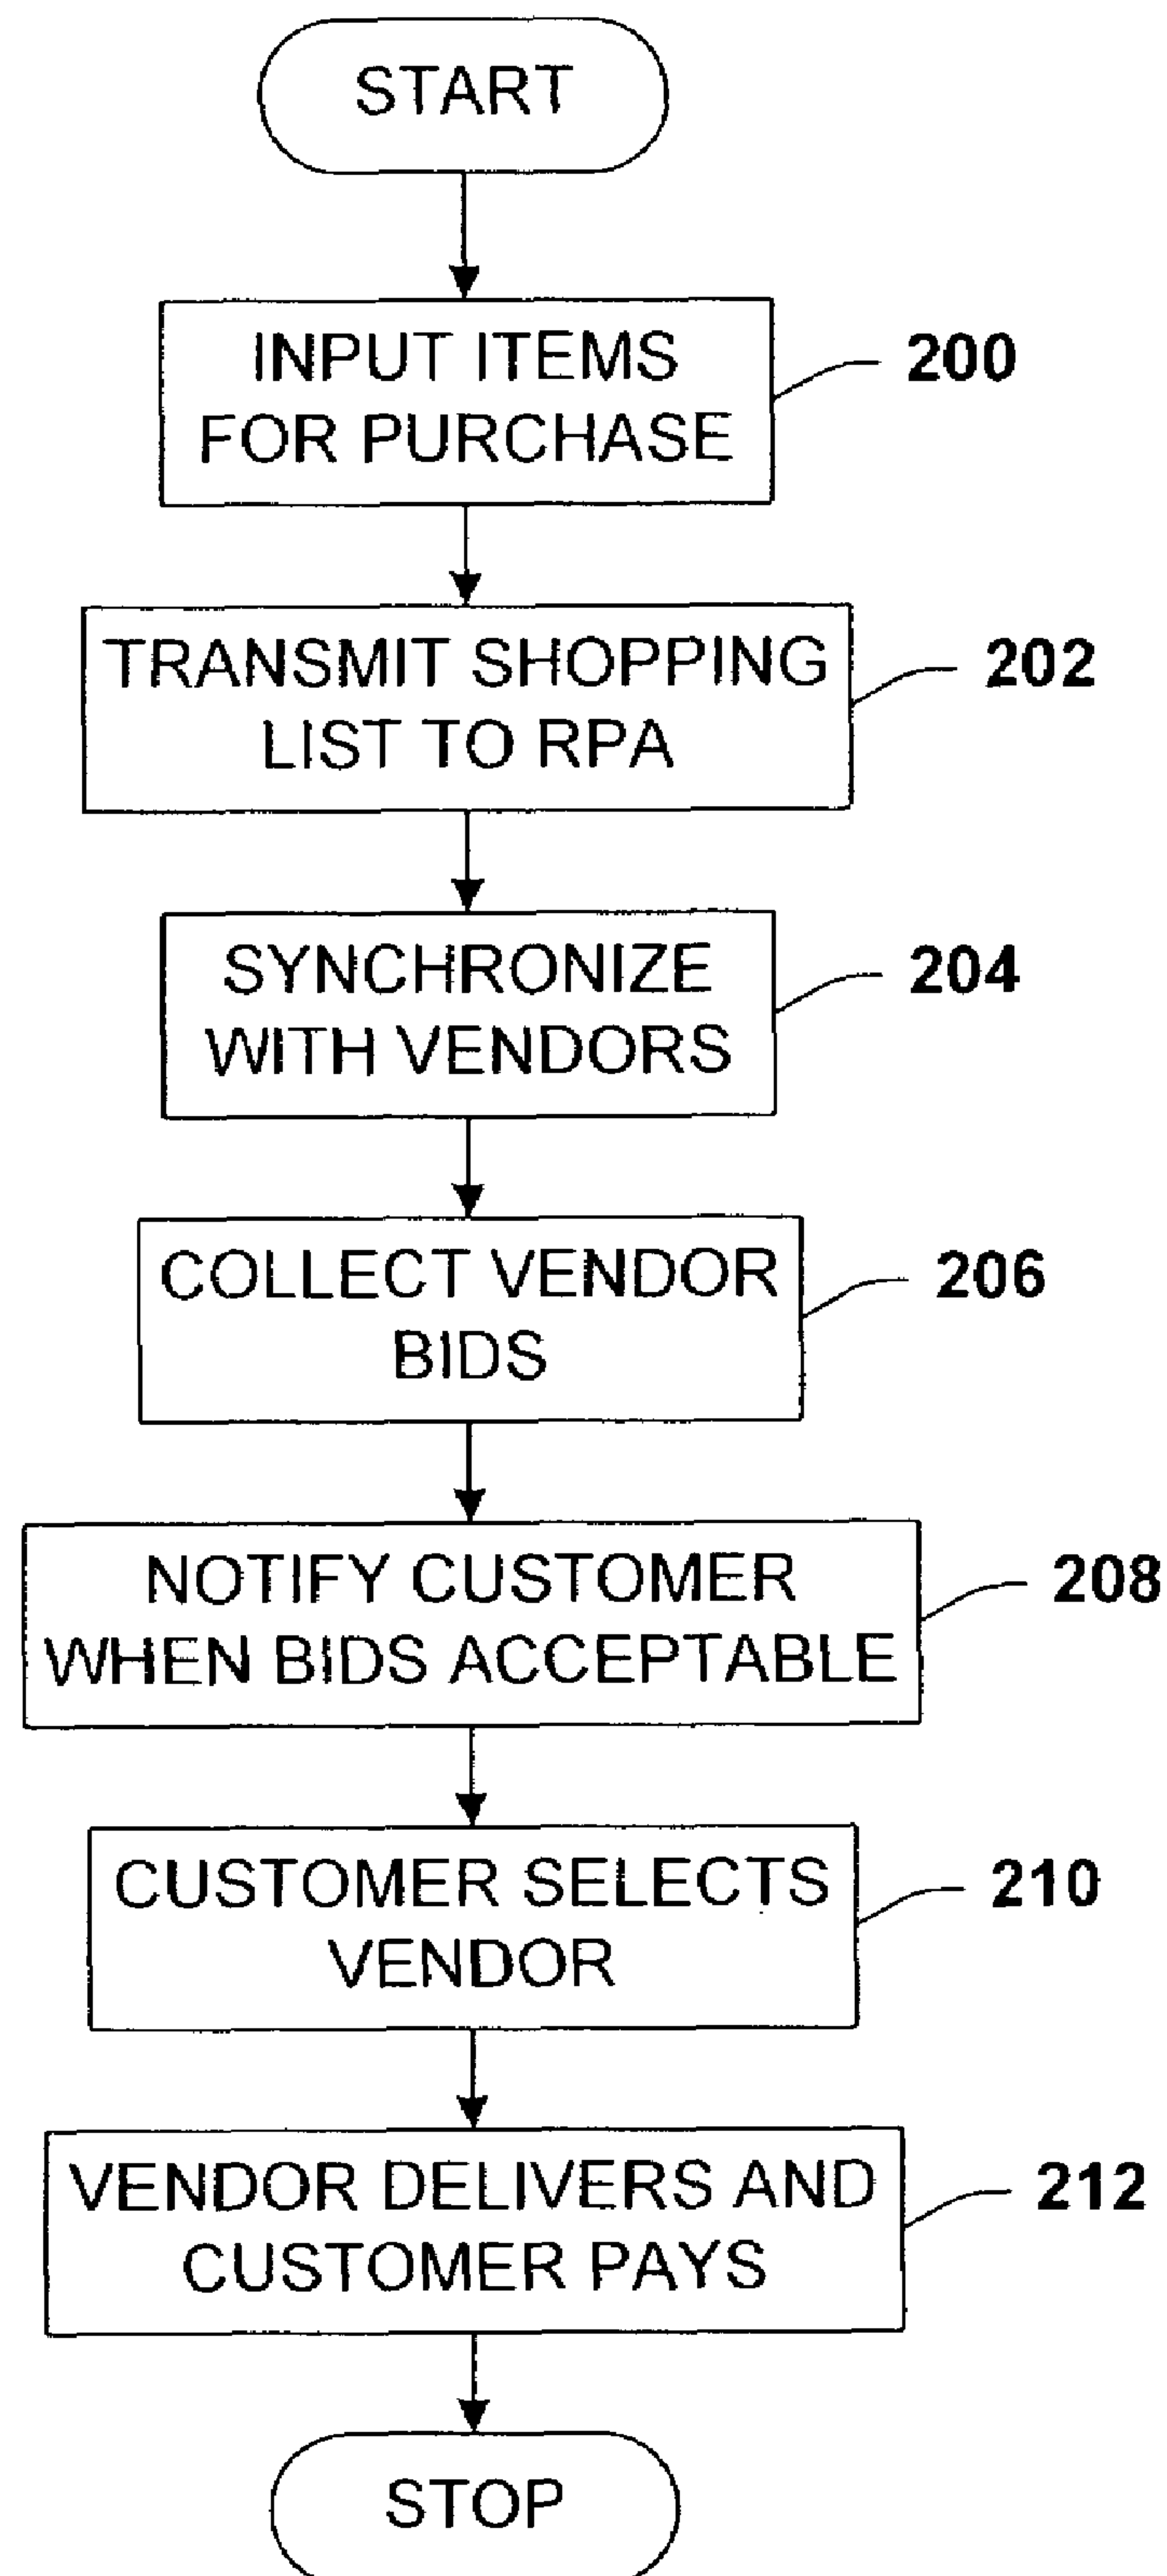 START
INPUT ITEMS
FOR PURCHASE
200
TRANSMIT SHOPPING
LIST TO RPA
202
SYNCHRONIZE
WITH VENDORS
204
COLLECT VENDOR
BIDS
206
NOTIFY CUSTOMER
WHEN BIDS ACCEPTABLE
208
CUSTOMER SELECTS
VENDOR
210
VENDOR DELIVERS AND
CUSTOMER PAYS
212
STOP